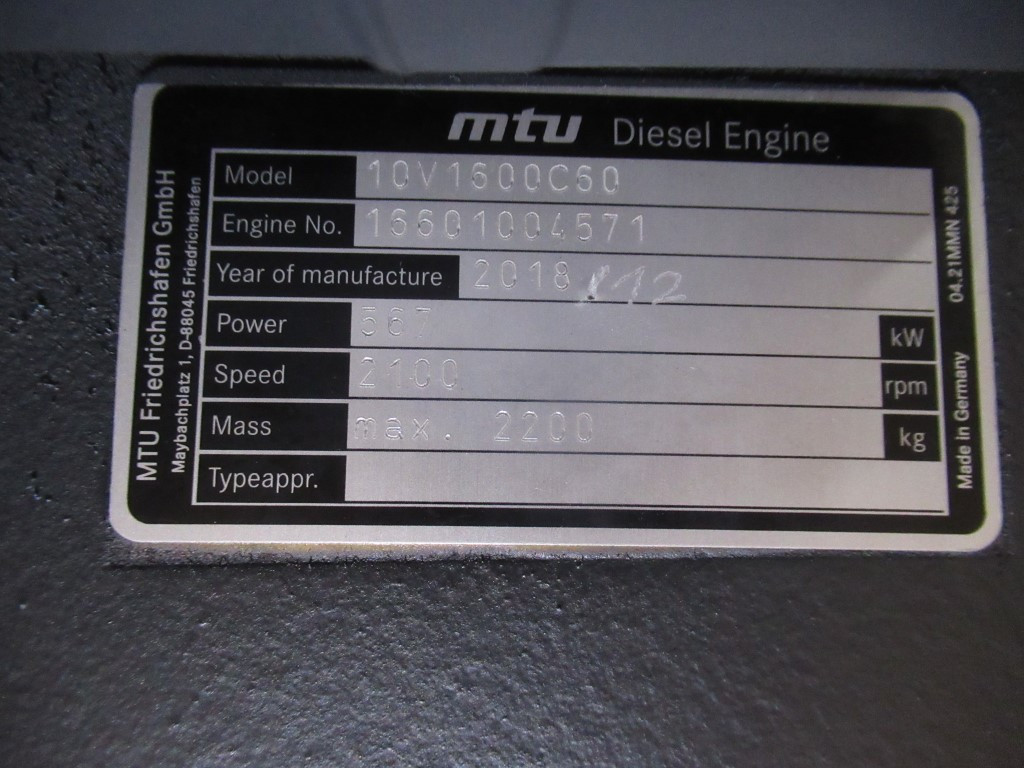 mtu Diesel Engine
Model 10V1600C60
Engine No. 16601004571
Year of manufacture 2018 /12
Power 567 kW
Speed 2100 rpm
Mass max. 2200 kg
Typeappr.
MTU Friedrichshafen GmbH
Maybachplatz 1, D-88045 Friedrichshafen
04.21MMN 425
Made in Germany